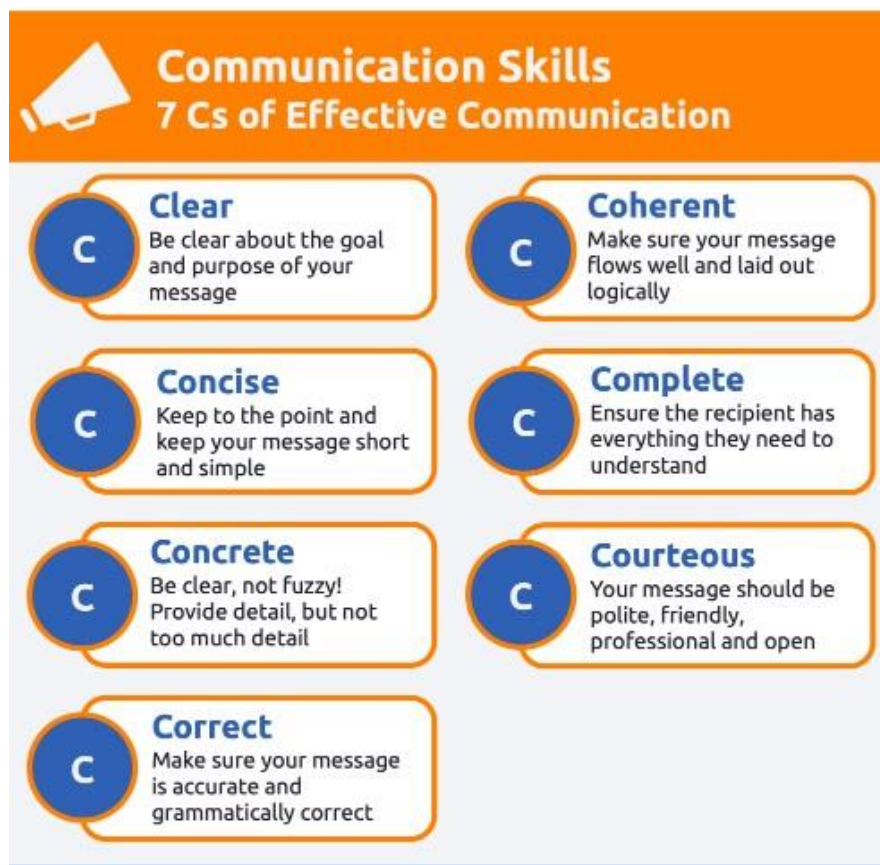 Communication Skills
7 Cs of Effective Communication
C
Clear
Be clear about the goal
and purpose of your
message
C
Concise
Keep to the point and
keep your message short
and simple
C
Concrete
Be clear, not fuzzy!
Provide detail, but not
too much detail
C
Correct
Make sure your message
is accurate and
grammatically correct
C
Coherent
Make sure your message
flows well and laid out
logically
C
Complete
Ensure the recipient has
everything they need to
understand
C
Courteous
Your message should be
polite, friendly,
professional and open